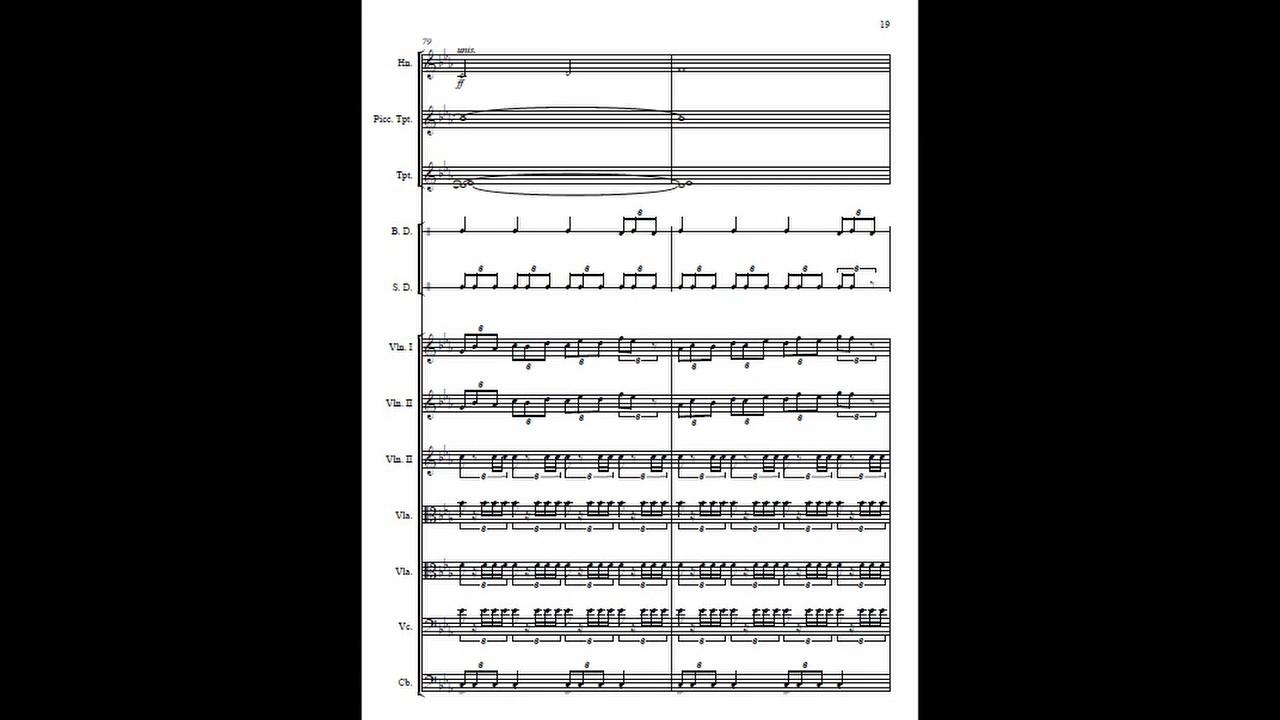 19
79
unis.
Hn.
ff
Picc. Tpt.
Tpt.
B. D.
S. D.
Vln. I
Vln. II
Vln. II
Vla.
Vla.
Vc.
Cb.